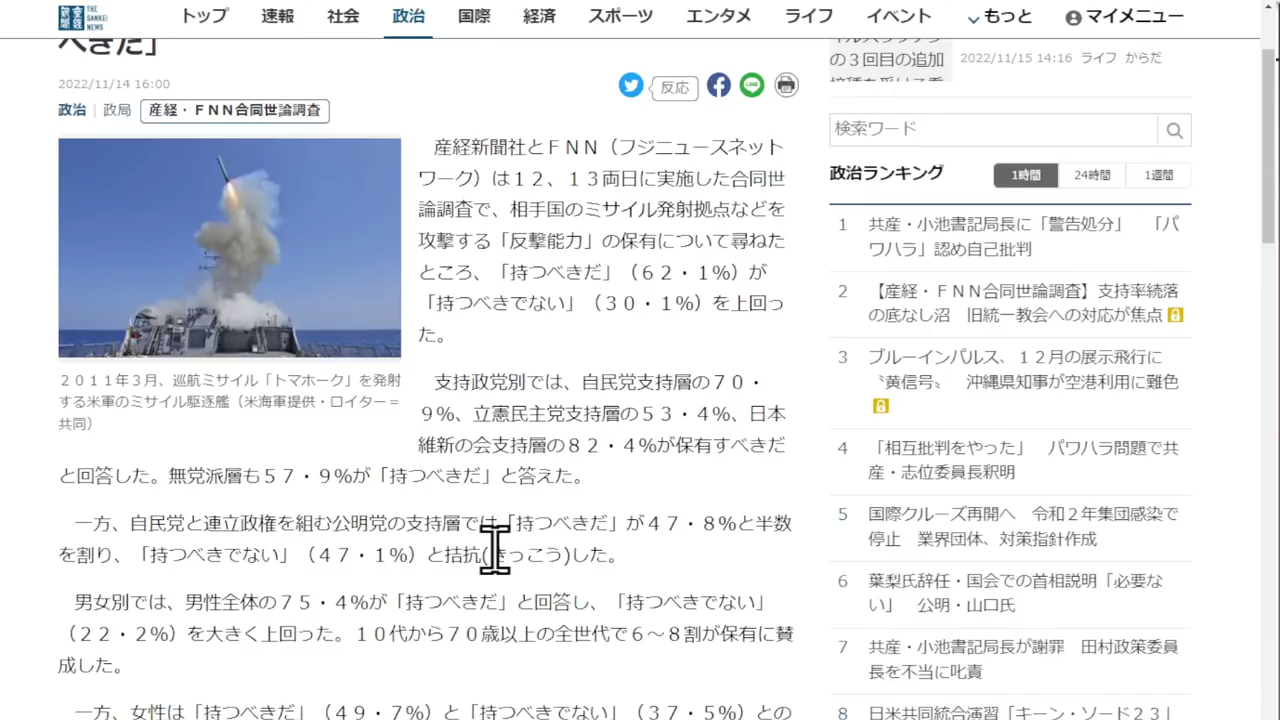 THE SANKEI NEWS
トップ 速報 社会 政治 国際 経済 スポーツ エンタメ ライフ イベント もっと マイメニュー
べきだ」
2022/11/14 16:00
反応
政治 | 政局 産経・ＦＮＮ合同世論調査
産経新聞社とＦＮＮ（フジニュースネット
ワーク）は１２、１３両日に実施した合同世
論調査で、相手国のミサイル発射拠点などを
攻撃する「反撃能力」の保有について尋ねた
ところ、「持つべきだ」（６２・１%）が
「持つべきでない」（３０・１%）を上回っ
た。
２０１１年３月、巡航ミサイル「トマホーク」を発射
する米軍のミサイル駆逐艦（米海軍提供・ロイター＝
共同）
支持政党別では、自民党支持層の７０・
９%、立憲民主党支持層の５３・４%、日本
維新の会支持層の８２・４%が保有すべきだ
と回答した。無党派層も５７・９%が「持つべきだ」と答えた。
一方、自民党と連立政権を組む公明党の支持層では「持つべきだ」が４７・８%と半数
を割り、「持つべきでない」（４７・１%）と拮抗(きっこう)した。
男女別では、男性全体の７５・４%が「持つべきだ」と回答し、「持つべきでない」
（２２・２%）を大きく上回った。１０代から７０歳以上の全世代で６～８割が保有に賛
成した。
一方、女性は「持つべきだ」（４９・７%）と「持つべきでない」（３７・５%）との
の３回目の追加
2022/11/15 14:16 ライフ からだ
検索ワード
政治ランキング 1時間 24時間 1週間
1 共産・小池書記局長に「警告処分」 「パ
ワハラ」認め自己批判
2 【産経・ＦＮＮ合同世論調査】支持率続落
の底なし沼 旧統一教会への対応が焦点
3 ブルーインパルス、１２月の展示飛行に
〝黄信号〟 沖縄県知事が空港利用に難色
4 「相互批判をやった」 パワハラ問題で共
産・志位委員長釈明
5 国際クルーズ再開へ 令和２年集団感染で
停止 業界団体、対策指針作成
6 葉梨氏辞任・国会での首相説明「必要な
い」 公明・山口氏
7 共産・小池書記局長が謝罪 田村政策委員
長を不当に叱責
8 日米共同統合演習「キーン・ソード２３」